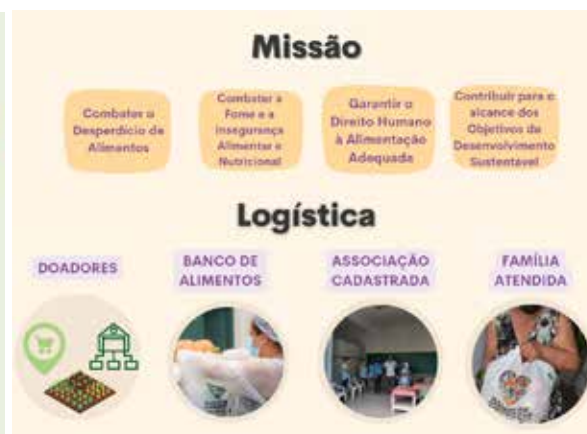 Missão
Combater o
Desperdício de
Alimentos
Combater a
Fome e a
Insegurança
Alimentar e
Nutricional
Garantir o
Direito Humano
à Alimentação
Adequada
Contribuir para o
alcance dos
Objetivos do
Desenvolvimento
Sustentável
Logística
DOADORES
BANCO DE
ALIMENTOS
ASSOCIAÇÃO
CADASTRADA
FAMÍLIA
ATENDIDA